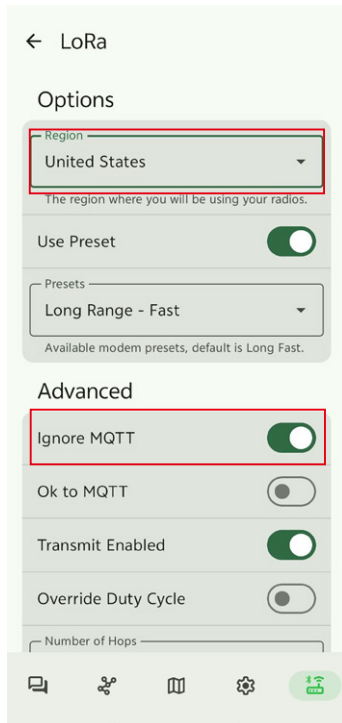 LoRa
Options
Region
United States
The region where you will be using your radios.
Use Preset
Presets
Long Range - Fast
Available modem presets, default is Long Fast.
Advanced
Ignore MQTT
Ok to MQTT
Transmit Enabled
Override Duty Cycle
Number of Hops